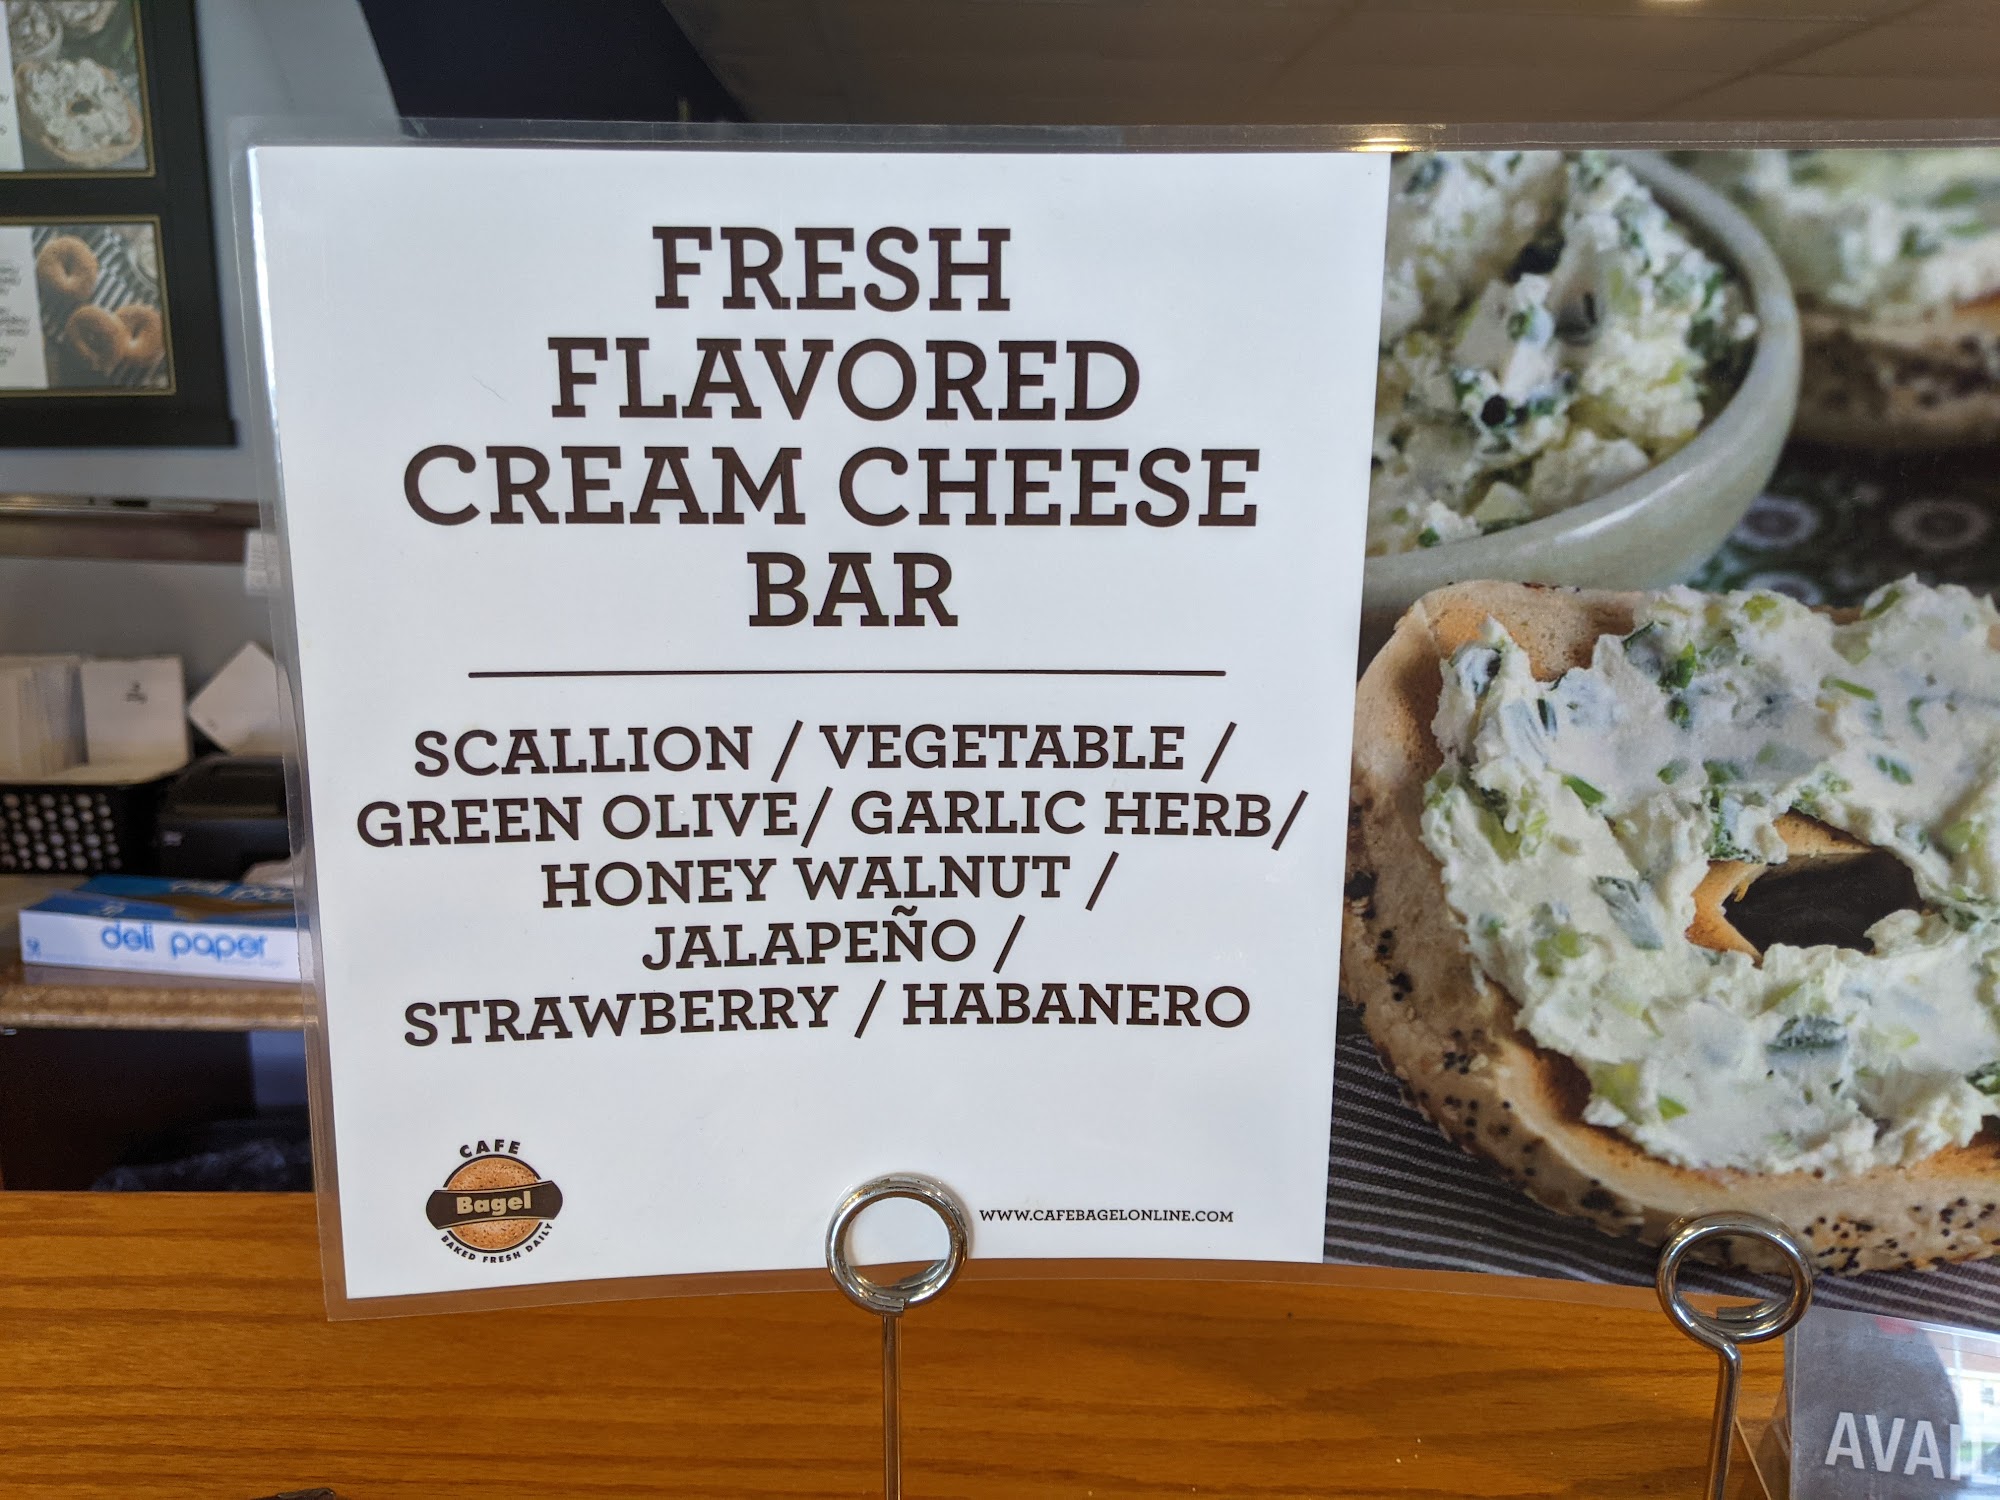 FRESH
FLAVORED
CREAM CHEESE
BAR
SCALLION / VEGETABLE /
GREEN OLIVE/ GARLIC HERB/
HONEY WALNUT /
JALAPEÑO /
STRAWBERRY / HABANERO
CAFE
Bagel
BAKED FRESH DAILY
WWW.CAFEBAGELONLINE.COM
deli paper